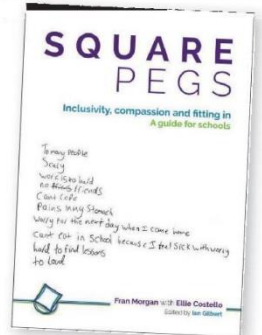 SQUARE
PEGS
Inclusivity, compassion and fitting in
A guide for schools
To many people
Scary
work is to hard
no friends
Cant Cope
Pains in my Stomach
worry for the next day when I come home
Cant eat in School because I feel Sick with worry
hard to find lessons
to Loud
Fran Morgan with Ellie Costello
Edited by Ian Gilbert